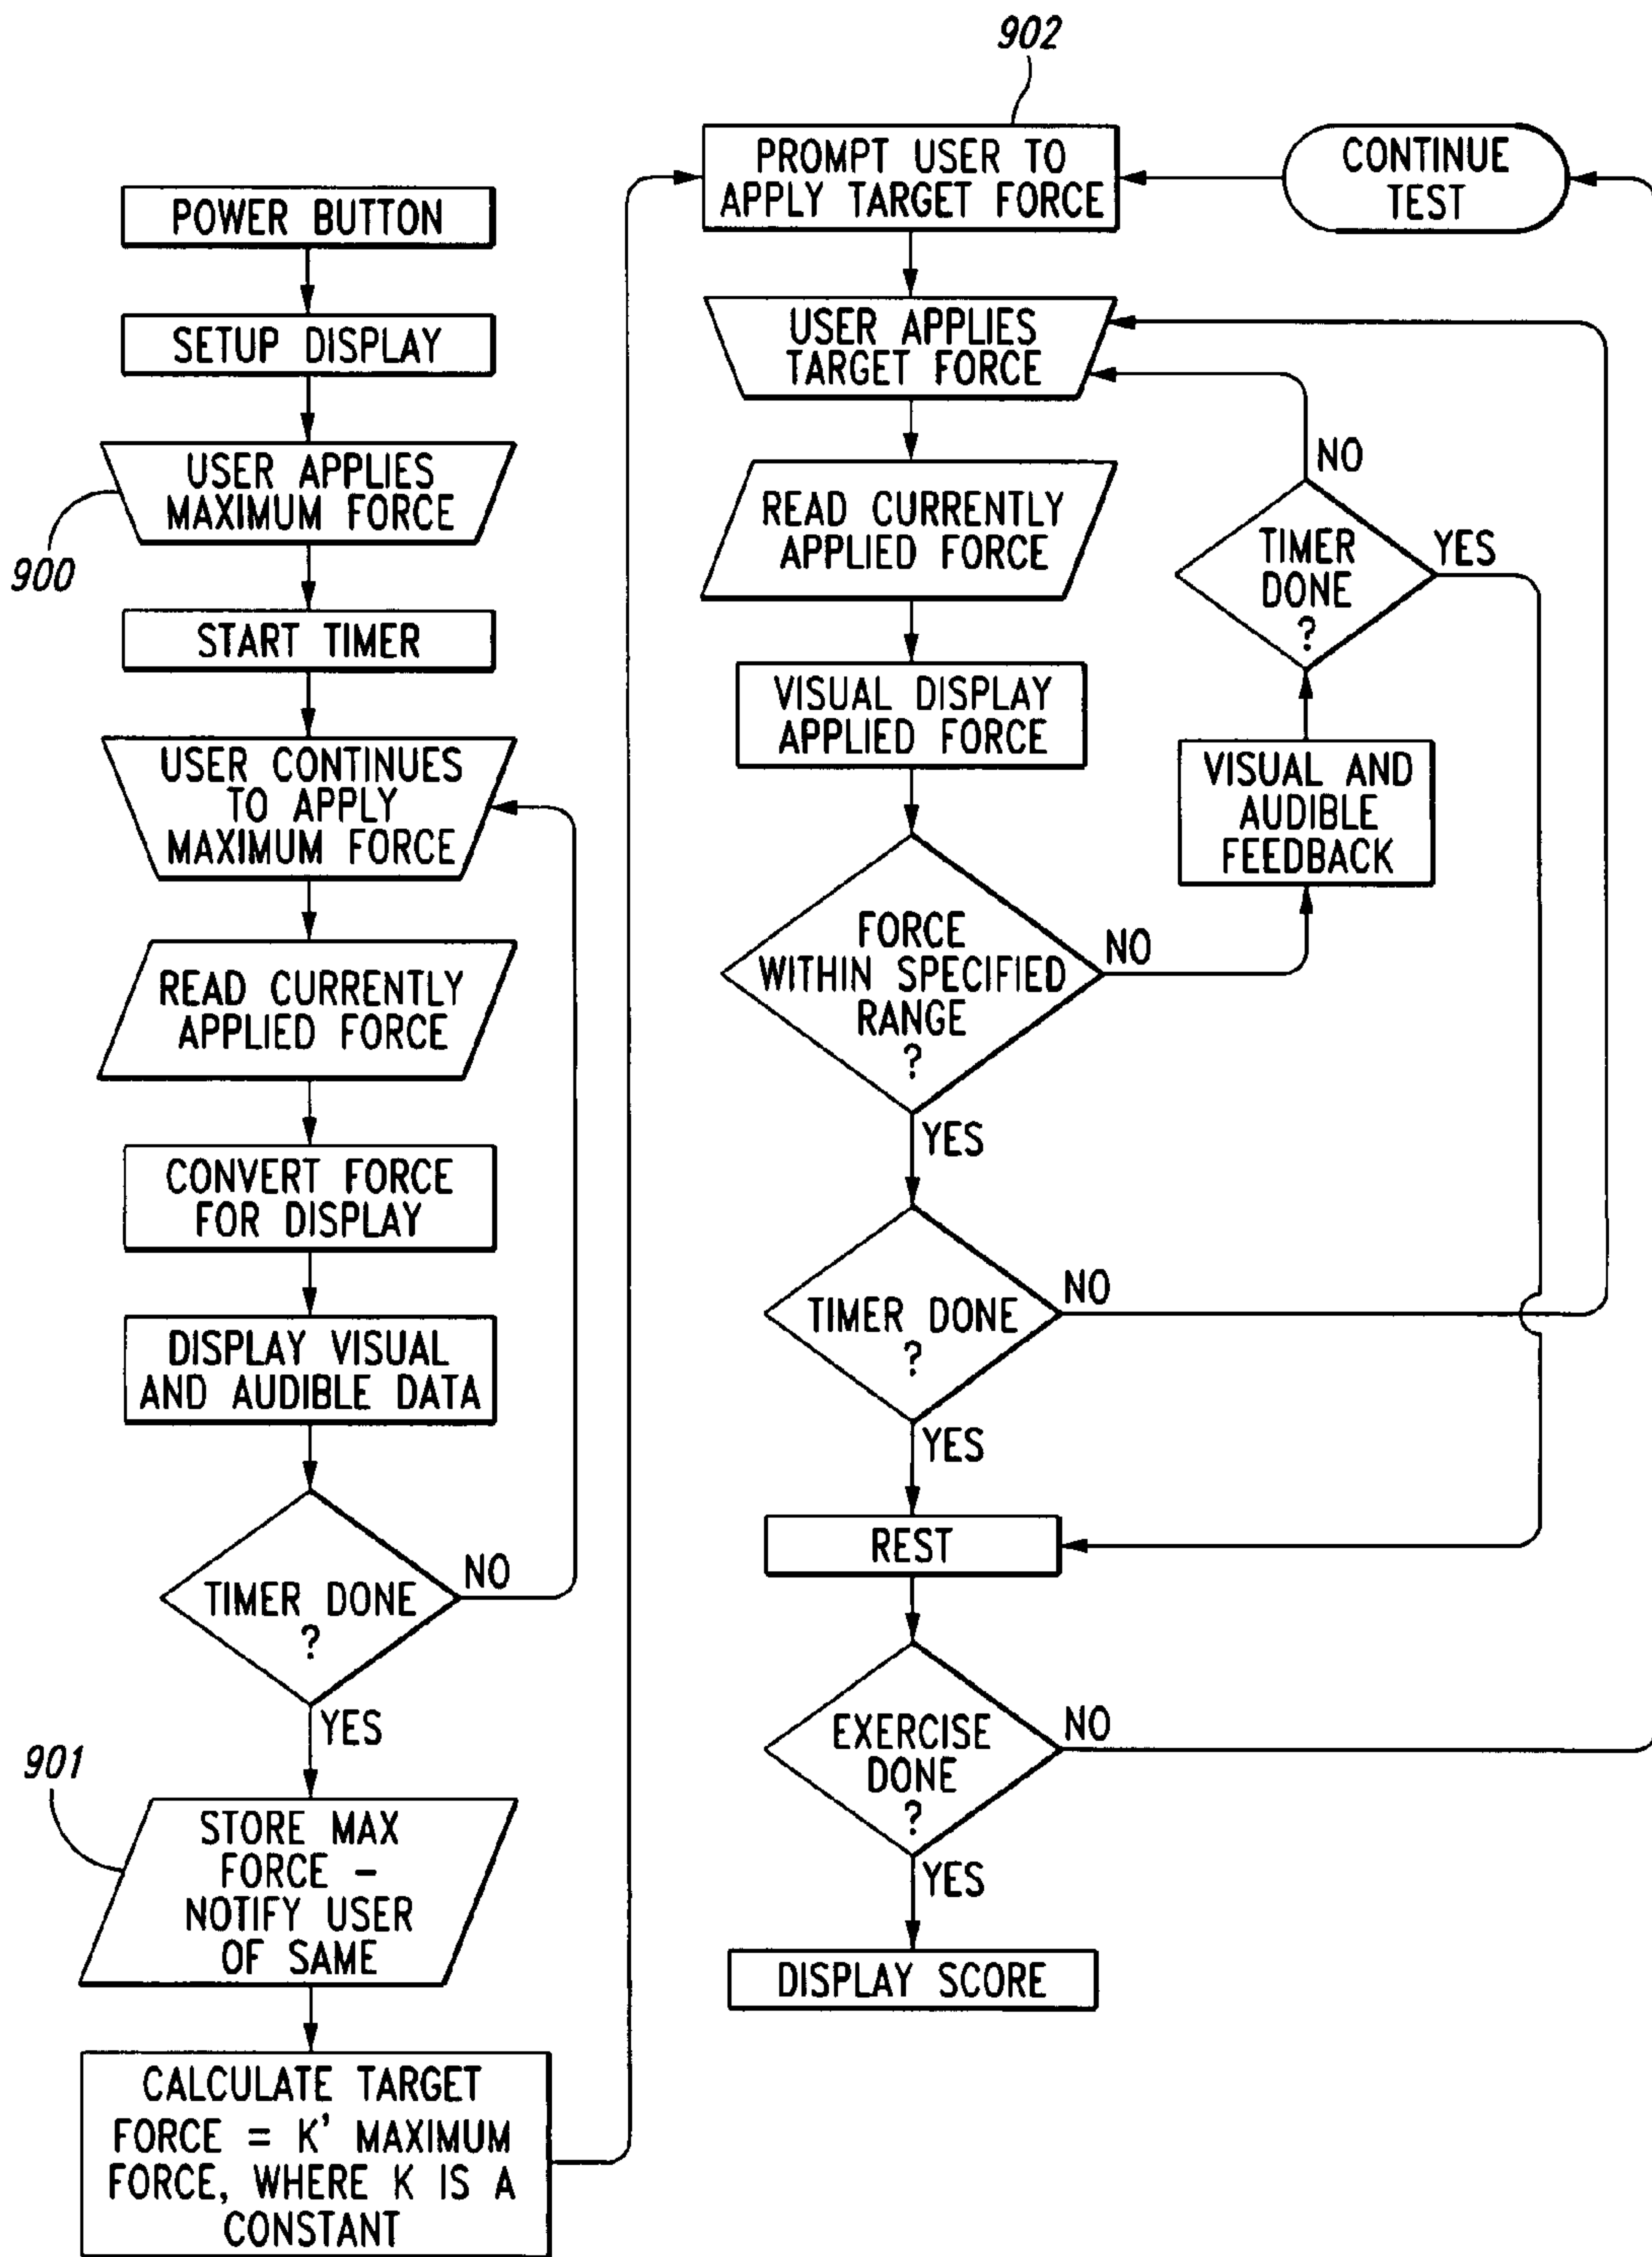 POWER BUTTON
SETUP DISPLAY
USER APPLIES
MAXIMUM FORCE
900
START TIMER
USER CONTINUES
TO APPLY
MAXIMUM FORCE
READ CURRENTLY
APPLIED FORCE
CONVERT FORCE
FOR DISPLAY
DISPLAY VISUAL
AND AUDIBLE DATA
TIMER DONE
?
NO
YES
901
STORE MAX
FORCE –
NOTIFY USER
OF SAME
CALCULATE TARGET
FORCE = K' MAXIMUM
FORCE, WHERE K IS A
CONSTANT
902
PROMPT USER TO
APPLY TARGET FORCE
CONTINUE
TEST
USER APPLIES
TARGET FORCE
READ CURRENTLY
APPLIED FORCE
VISUAL DISPLAY
APPLIED FORCE
FORCE
WITHIN SPECIFIED
RANGE
?
NO
VISUAL AND
AUDIBLE
FEEDBACK
TIMER
DONE
?
NO
YES
YES
TIMER DONE
?
NO
YES
REST
EXERCISE
DONE
?
NO
YES
DISPLAY SCORE